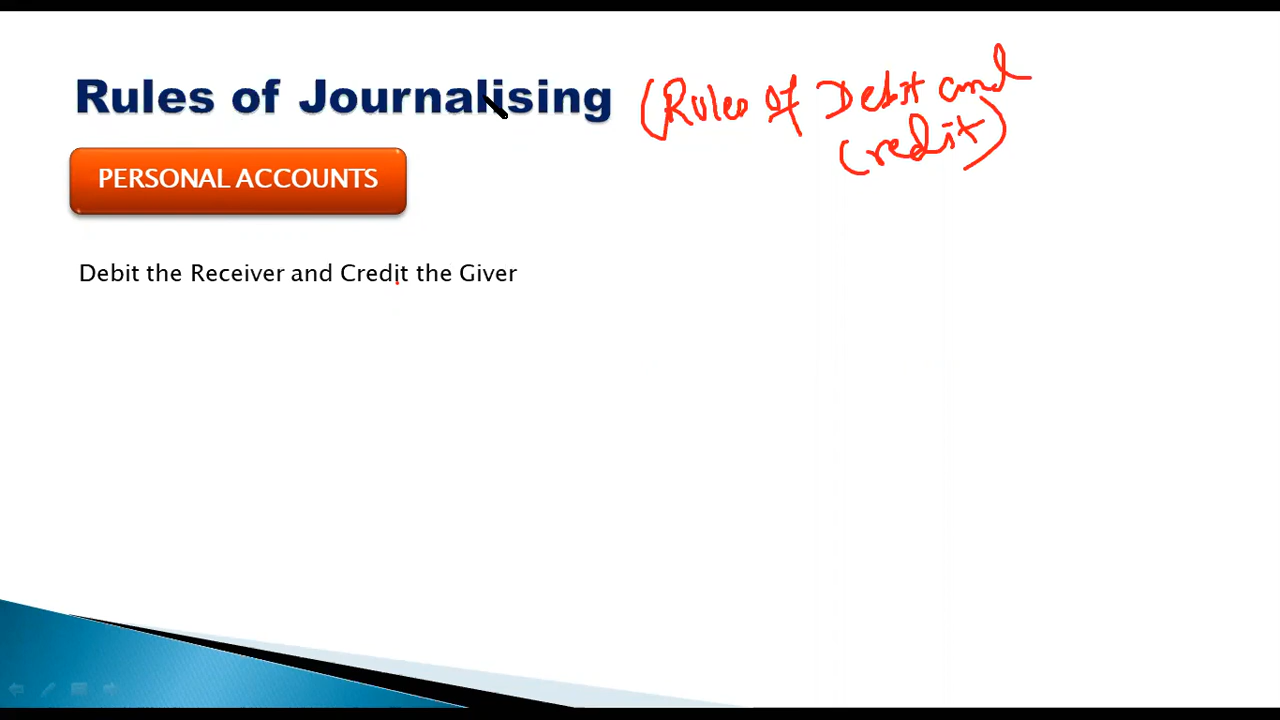 Rules of Journalising (Rules of Debit and
credit)
PERSONAL ACCOUNTS
Debit the Receiver and Credit the Giver